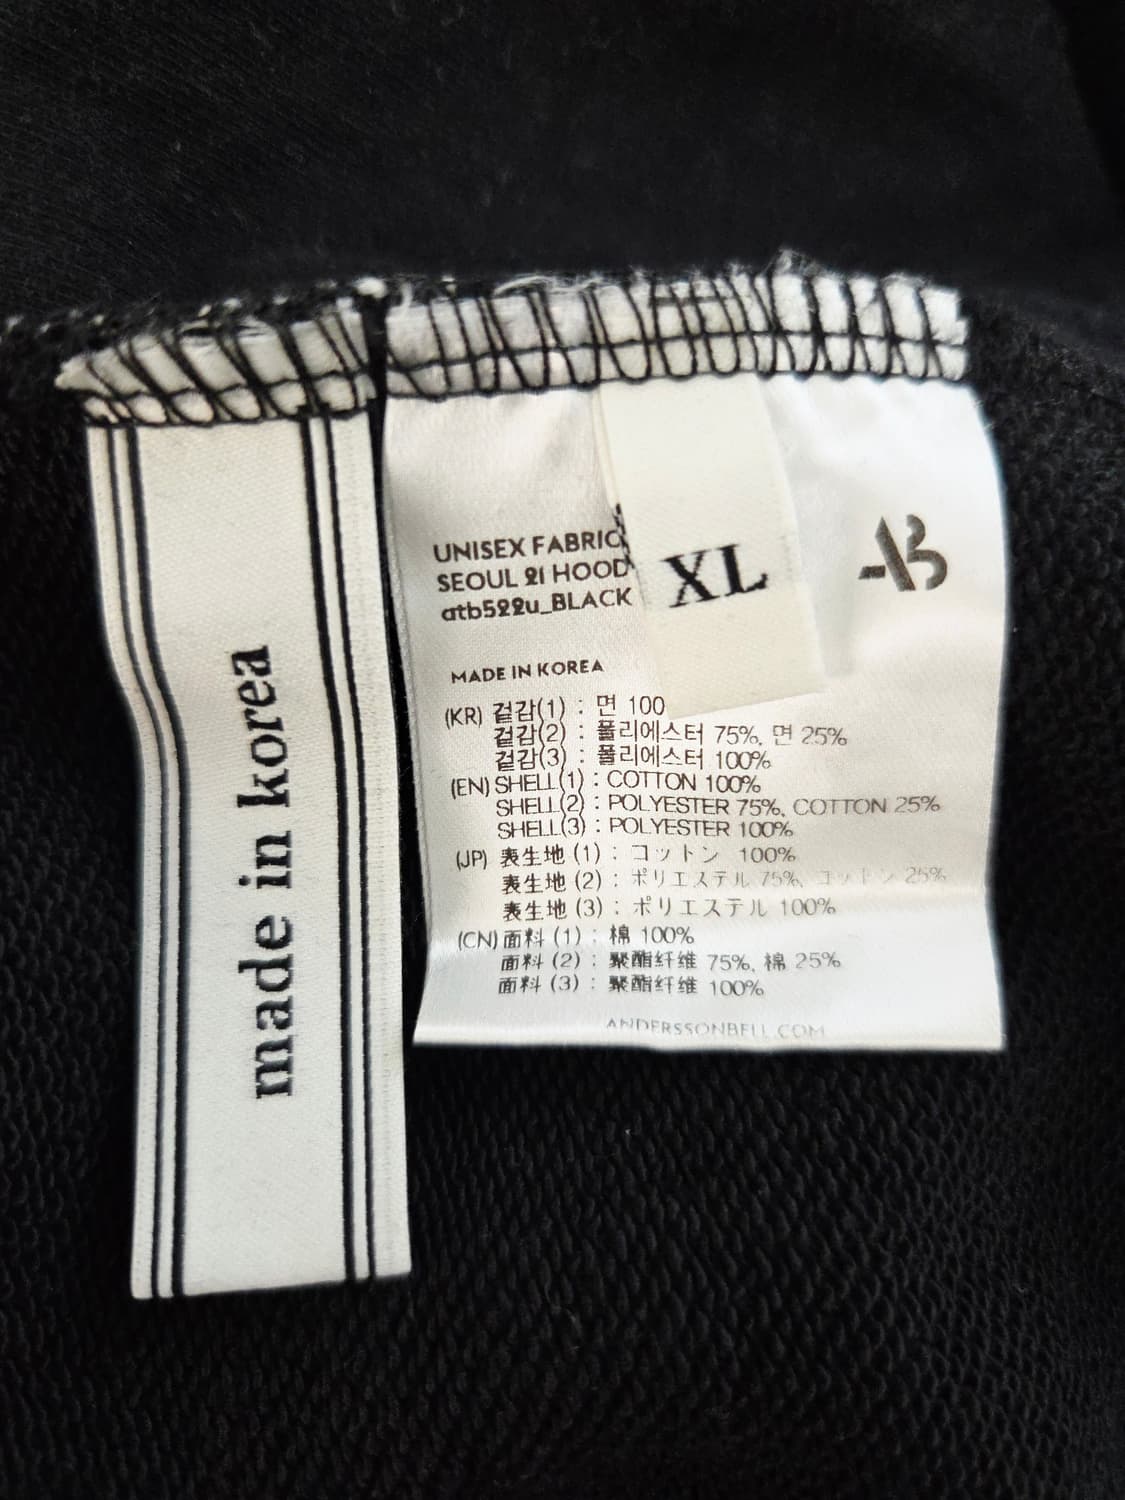 made in korea
UNISEX FABRIC
SEOUL 21 HOOD
atb522u_BLACK
XL
AB
MADE IN KOREA
(KR) 겉감(1) : 면 100
겉감(2) : 폴리에스터 75%, 면 25%
겉감(3) : 폴리에스터 100%
(EN) SHELL(1) : COTTON 100%
SHELL(2) : POLYESTER 75%, COTTON 25%
SHELL(3) : POLYESTER 100%
(JP) 表生地 (1) : コットン 100%
表生地 (2) : ポリエステル 75%, コットン 25%
表生地 (3) : ポリエステル 100%
(CN) 面料 (1) : 棉 100%
面料 (2) : 聚酯纤维 75%, 棉 25%
面料 (3) : 聚酯纤维 100%
ANDERSSONBELL.COM